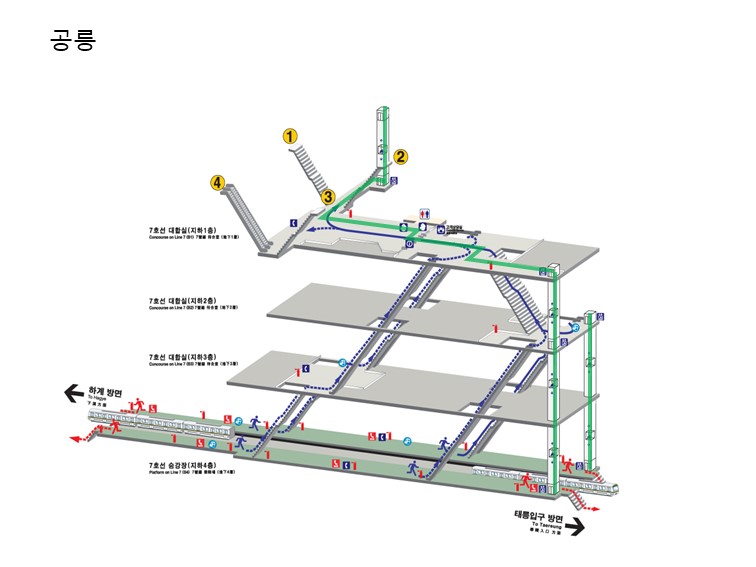 공릉
1
2
3
4
7호선 대합실(지하1층)
Concourse on Line 7 (B1)
7호선 대합실(지하2층)
Concourse on Line 7 (B2)
7호선 대합실(지하3층)
Concourse on Line 7 (B3)
하계 방면
To Hagye
7호선 승강장(지하4층)
Platform on Line 7 (B4)
태릉입구 방면
To Taereung